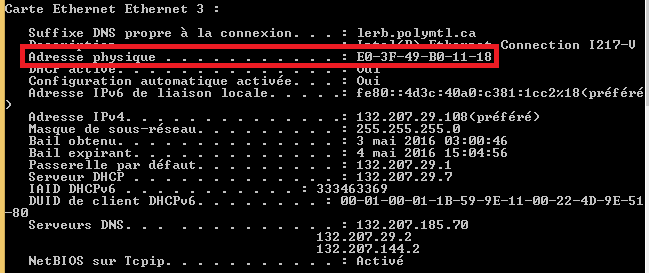 Carte Ethernet Ethernet 3 :
Suffixe DNS propre à la connexion. . . : lerb.polymtl.ca
Description. . . . . . . . . . . . . . : Intel(R) Ethernet Connection I217-V
Adresse physique . . . . . . . . . . . : E0-3F-49-B0-11-18
DHCP activé. . . . . . . . . . . . . . : Oui
Configuration automatique activée. . . : Oui
Adresse IPv6 de liaison locale. . . . .: fe80::4d3c:40a0:c381:1cc2%18(préféré
)
Adresse IPv4. . . . . . . . . . . . . .: 132.207.29.108(préféré)
Masque de sous-réseau. . . . . . . . . : 255.255.255.0
Bail obtenu. . . . . . . . . . . . . . : 3 mai 2016 03:00:46
Bail expirant. . . . . . . . . . . . . : 4 mai 2016 15:04:56
Passerelle par défaut. . . . . . . . . : 132.207.29.1
Serveur DHCP . . . . . . . . . . . . . : 132.207.29.7
IAID DHCPv6 . . . . . . . . . . . : 333463369
DUID de client DHCPv6. . . . . . . . : 00-01-00-01-1B-59-9E-11-00-22-4D-9E-51
-80
Serveurs DNS. . . . . . . . . . . . . : 132.207.185.70
132.207.29.2
132.207.144.2
NetBIOS sur Tcpip. . . . . . . . . . . : Activé